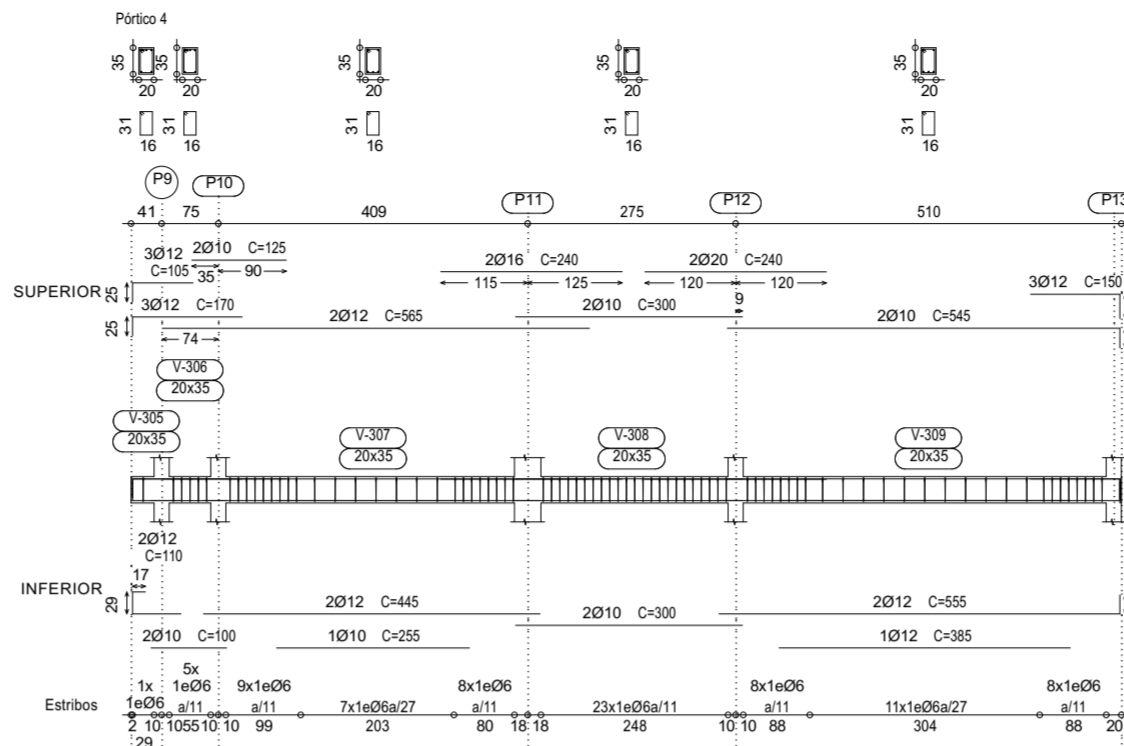 Pórtico 4
35 35 35 35 35
20 20 20 20 20
31 31 31 31 31
16 16 16 16 16
P9 P10 P11 P12
41 75 409 275 510
3Ø12 2Ø10 C=125 2Ø16 C=240 2Ø20 C=240
C=105 35 90 115 125 120 120 3Ø12 C=150
SUPERIOR 25
3Ø12 C=170 2Ø10 C=300 9
25 2Ø12 C=565 2Ø10 C=545
74
V-306
20x35
V-305
20x35
V-307 V-308 V-309
20x35 20x35 20x35
2Ø12
C=110
17
INFERIOR
29 2Ø12 C=445 2Ø10 C=300 2Ø12 C=555
2Ø10 C=100 1Ø10 C=255 1Ø12 C=385
5x
1x 1eØ6 9x1eØ6 8x1eØ6 8x1eØ6 8x1eØ6
Estribos 1eØ6 a/11 a/11 7x1eØ6a/27 a/11 23x1eØ6a/11 a/11 11x1eØ6a/27 a/11
2 10 10 55 10 10 99 203 80 18 18 248 10 10 88 304 88 20
29